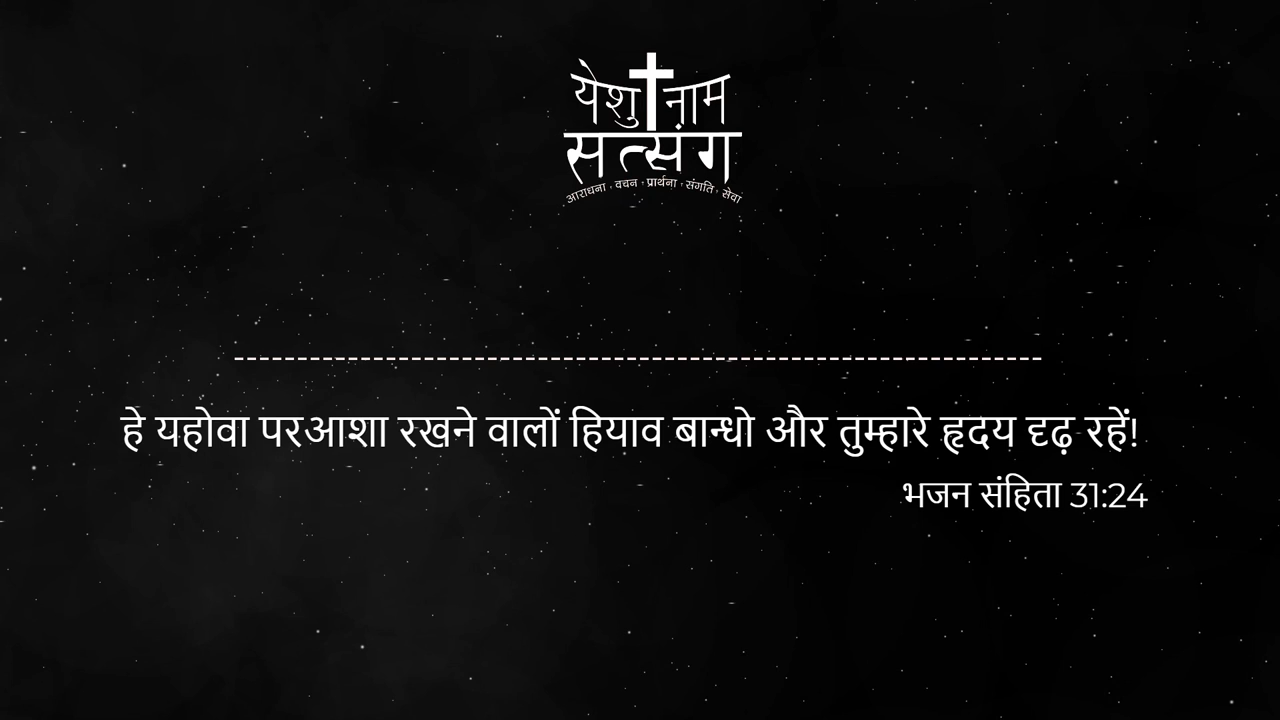 येशु नाम
सत्संग
आराधना · वचन · प्रार्थना · संगति · सेवा
हे यहोवा परआशा रखने वालों हियाव बान्धो और तुम्हारे हृदय दृढ़ रहें!
भजन संहिता 31:24